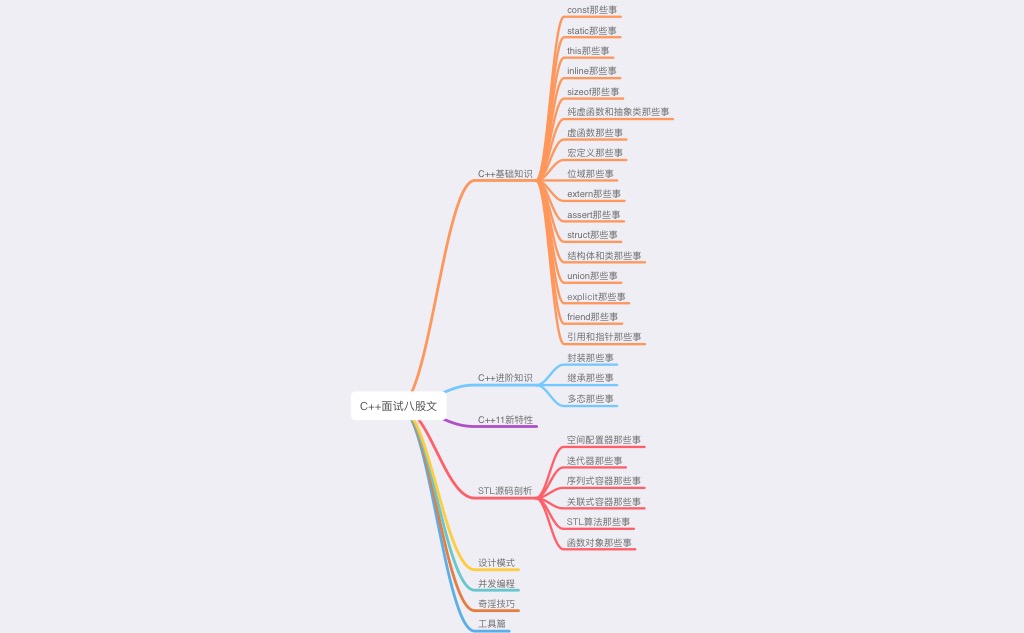 C++面试八股文
C++基础知识
const那些事
static那些事
this那些事
inline那些事
sizeof那些事
纯虚函数和抽象类那些事
虚函数那些事
宏定义那些事
位域那些事
extern那些事
assert那些事
struct那些事
结构体和类那些事
union那些事
explicit那些事
friend那些事
引用和指针那些事
C++进阶知识
封装那些事
继承那些事
多态那些事
C++11新特性
STL源码剖析
空间配置器那些事
迭代器那些事
序列式容器那些事
关联式容器那些事
STL算法那些事
函数对象那些事
设计模式
并发编程
奇淫技巧
工具篇